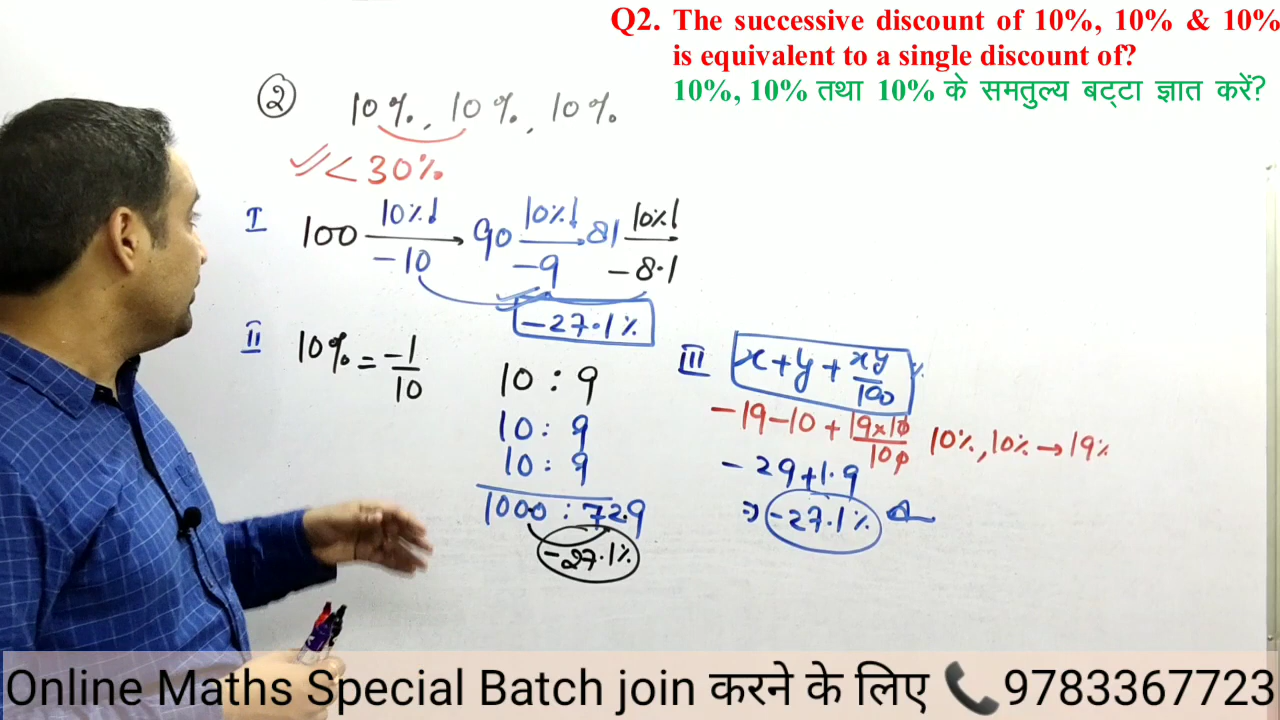 Q2. The successive discount of 10%, 10% & 10%
is equivalent to a single discount of?
10%, 10% तथा 10% के समतुल्य बट्टा ज्ञात करें?
② 10%, 10%, 10%
< 30%
I 100 10%↓ 90 10%↓ 81 10%↓
-10 -9 -8.1
-27.1%
II 10% = -1/10
10 : 9
10 : 9
10 : 9
1000 : 729
-27.1%
III x+y+xy/100 %
-19-10+19×10/100 10%, 10% → 19%
-29+1.9
⇒ -27.1%
Online Maths Special Batch join करने के लिए 📞9783367723